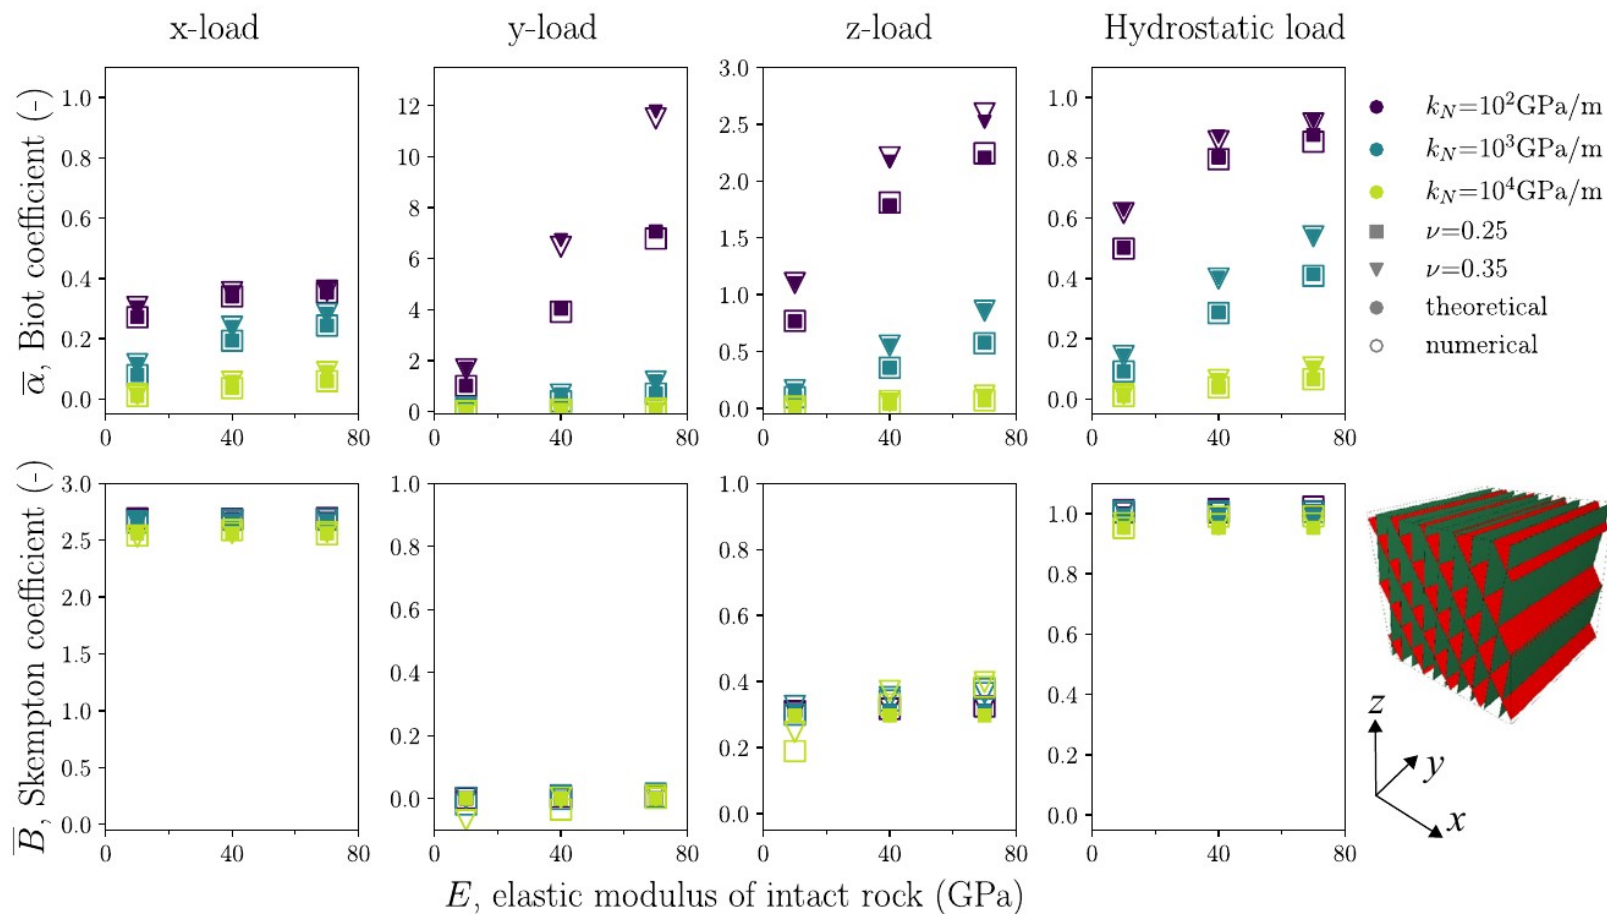 x-load
y-load
z-load
Hydrostatic load
α̅, Biot coefficient (-)
1.0
0.8
0.6
0.4
0.2
0.0
0 40 80
12
10
8
6
4
2
0
0 40 80
3.0
2.5
2.0
1.5
1.0
0.5
0.0
0 40 80
1.0
0.8
0.6
0.4
0.2
0.0
0 40 80
k_N=10²GPa/m
k_N=10³GPa/m
k_N=10⁴GPa/m
ν=0.25
ν=0.35
theoretical
numerical
B̅, Skempton coefficient (-)
3.0
2.5
2.0
1.5
1.0
0.5
0.0
0 40 80
1.0
0.8
0.6
0.4
0.2
0.0
0 40 80
1.0
0.8
0.6
0.4
0.2
0.0
0 40 80
1.0
0.8
0.6
0.4
0.2
0.0
0 40 80
z
y
x
E, elastic modulus of intact rock (GPa)